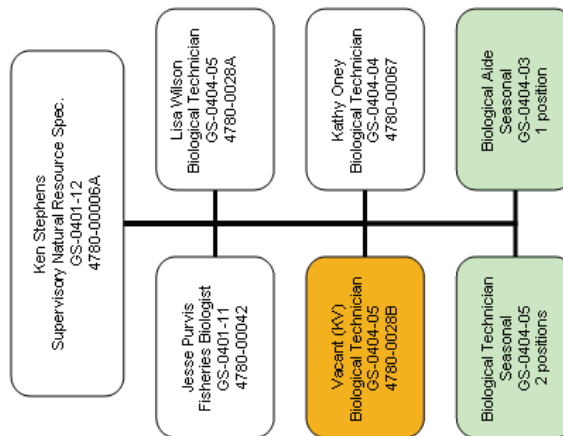 Ken Stephens
Supervisory Natural Resource Spec.
GS-0401-12
4780-00006A
Jesse Purvis
Fisheries Biologist
GS-0401-11
4780-00042
Lisa Wilson
Biological Technician
GS-0404-05
4780-0028A
Vacant (KV)
Biological Technician
GS-0404-05
4780-0028B
Kathy Oney
Biological Technician
GS-0404-04
4780-00067
Biological Technician
Seasonal
GS-0404-05
2 positions
Biological Aide
Seasonal
GS-0404-03
1 position